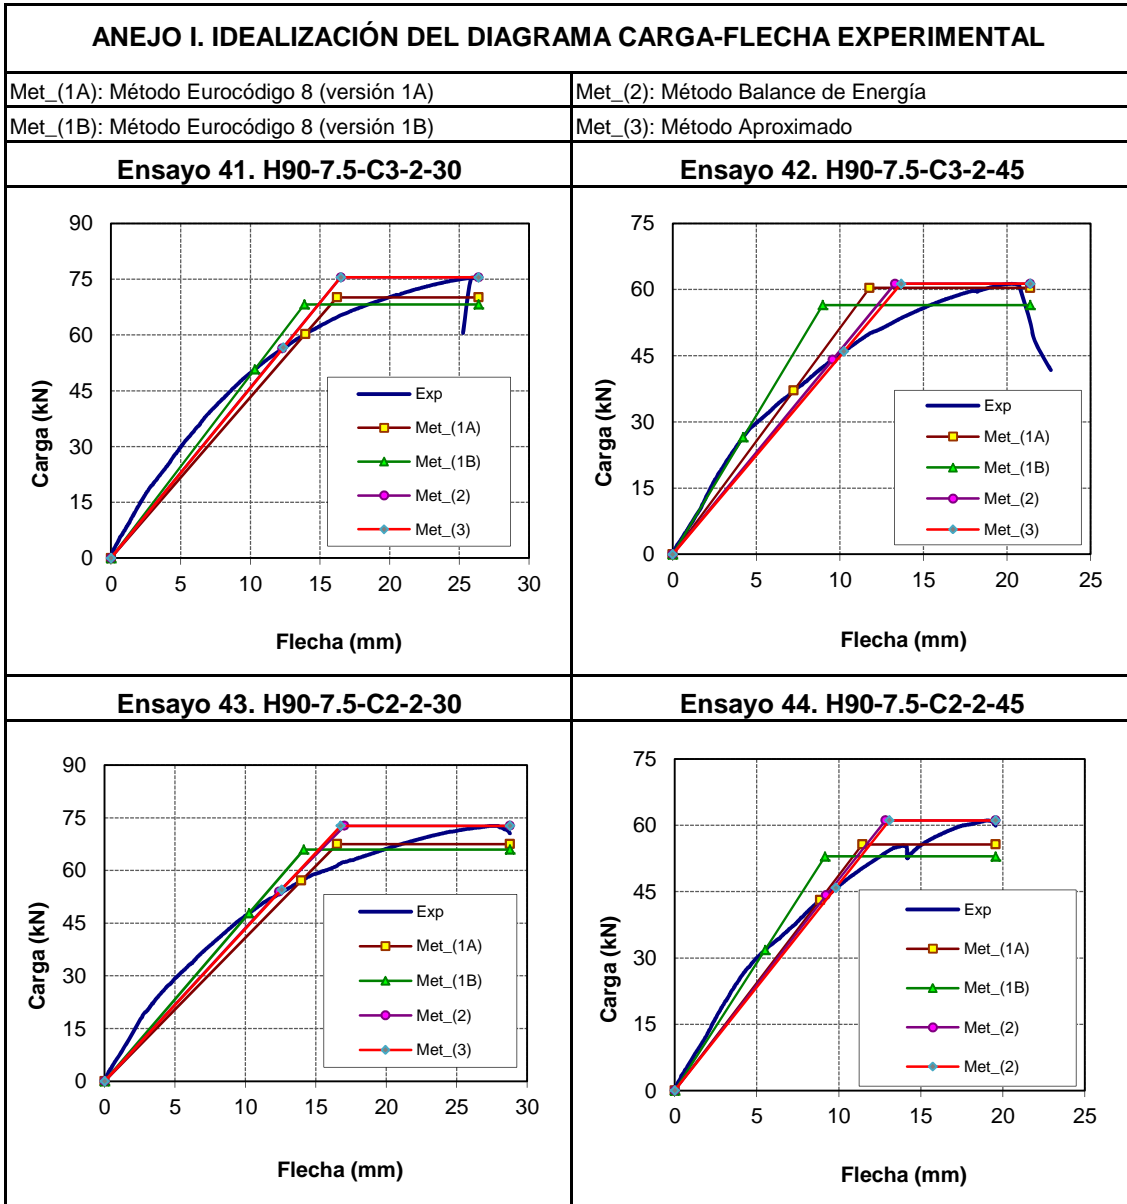 ANEJO I. IDEALIZACIÓN DEL DIAGRAMA CARGA-FLECHA EXPERIMENTAL
Met_(1A): Método Eurocódigo 8 (versión 1A)
Met_(2): Método Balance de Energía
Met_(1B): Método Eurocódigo 8 (versión 1B)
Met_(3): Método Aproximado
Ensayo 41. H90-7.5-C3-2-30
90
75
60
45
30
15
0
Carga (kN)
Exp
Met_(1A)
Met_(1B)
Met_(2)
Met_(3)
0 5 10 15 20 25 30
Flecha (mm)
Ensayo 42. H90-7.5-C3-2-45
75
60
45
30
15
0
Carga (kN)
Exp
Met_(1A)
Met_(1B)
Met_(2)
Met_(3)
0 5 10 15 20 25
Flecha (mm)
Ensayo 43. H90-7.5-C2-2-30
90
75
60
45
30
15
0
Carga (kN)
Exp
Met_(1A)
Met_(1B)
Met_(2)
Met_(3)
0 5 10 15 20 25 30
Flecha (mm)
Ensayo 44. H90-7.5-C2-2-45
75
60
45
30
15
0
Carga (kN)
Exp
Met_(1A)
Met_(1B)
Met_(2)
Met_(2)
0 5 10 15 20 25
Flecha (mm)